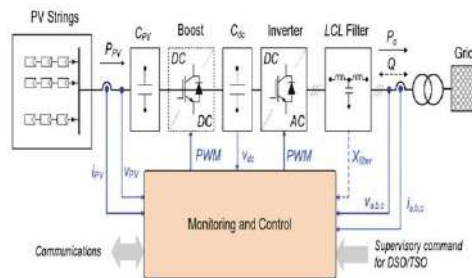 PV Strings
C_PV
Boost
C_dc
Inverter
LCL Filter
P_PV
P_o
Q
Grid
DC
DC
DC
AC
i_PV
v_PV
PWM
v_dc
PWM
X_filter
v_a,b,c
i_a,b,c
Monitoring and Control
Communications
Supervisory command
for DSO/TSO